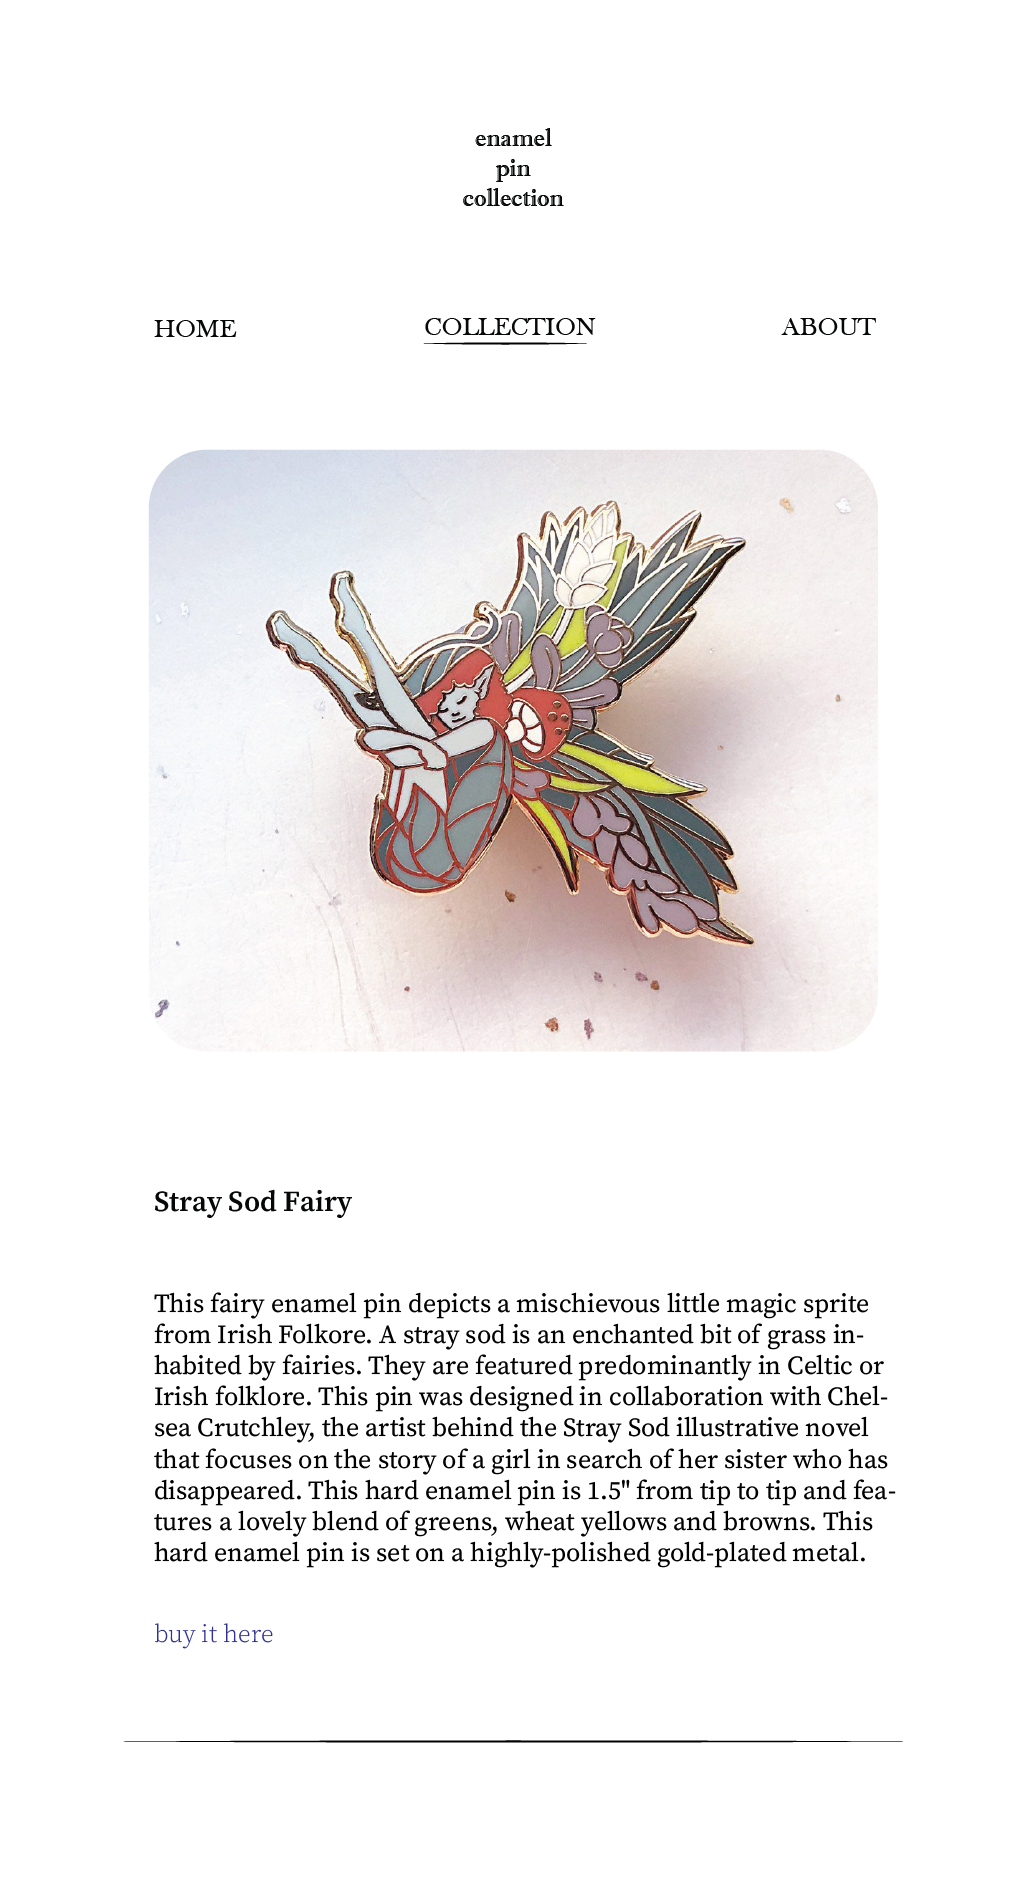 enamel
pin
collection
HOME
COLLECTION
ABOUT
Stray Sod Fairy
This fairy enamel pin depicts a mischievous little magic sprite
from Irish Folkore. A stray sod is an enchanted bit of grass in-
habited by fairies. They are featured predominantly in Celtic or
Irish folklore. This pin was designed in collaboration with Chel-
sea Crutchley, the artist behind the Stray Sod illustrative novel
that focuses on the story of a girl in search of her sister who has
disappeared. This hard enamel pin is 1.5" from tip to tip and fea-
tures a lovely blend of greens, wheat yellows and browns. This
hard enamel pin is set on a highly-polished gold-plated metal.
buy it here